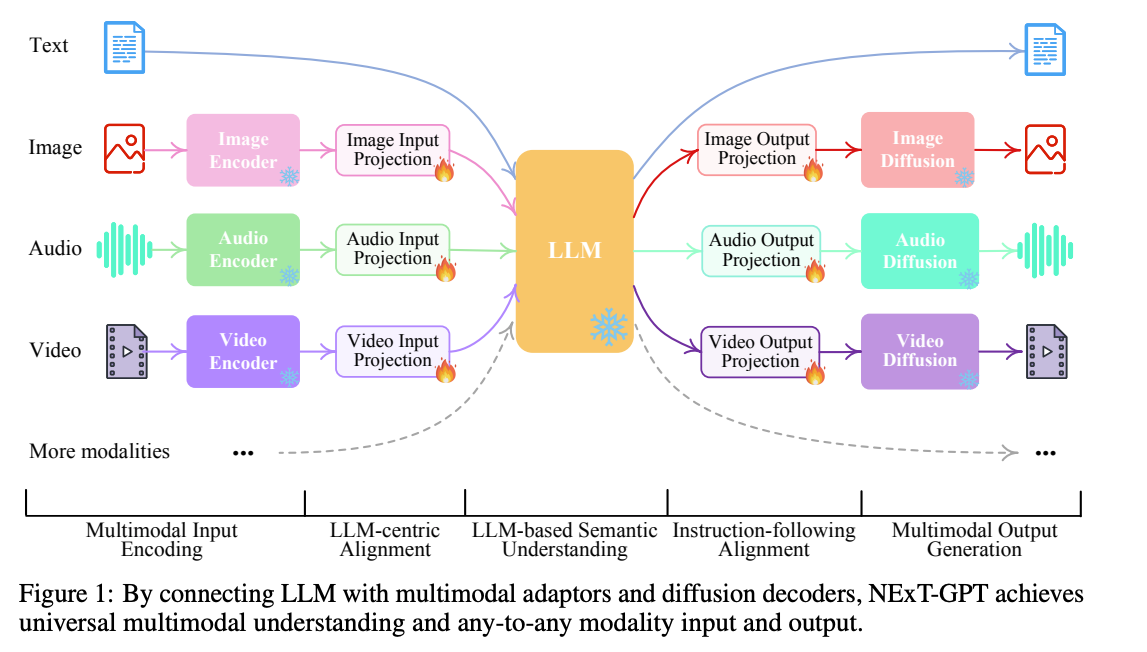 Text
Image
Image
Encoder
Image Input
Projection
Image Output
Projection
Image
Diffusion
Audio
Audio
Encoder
Audio Input
Projection
LLM
Audio Output
Projection
Audio
Diffusion
Video
Video
Encoder
Video Input
Projection
Video Output
Projection
Video
Diffusion
More modalities
...
...
Multimodal Input
Encoding
LLM-centric
Alignment
LLM-based Semantic
Understanding
Instruction-following
Alignment
Multimodal Output
Generation
Figure 1: By connecting LLM with multimodal adaptors and diffusion decoders, NExT-GPT achieves
universal multimodal understanding and any-to-any modality input and output.